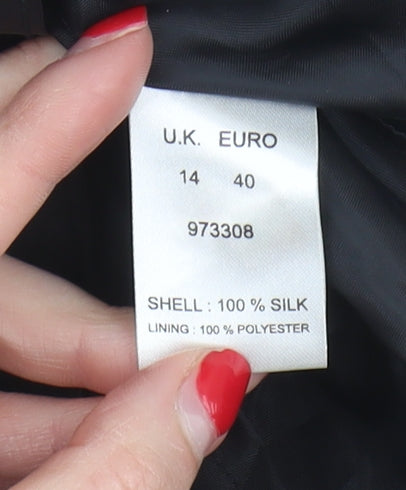 U.K. EURO
14 40
973308
SHELL : 100 % SILK
LINING : 100 % POLYESTER